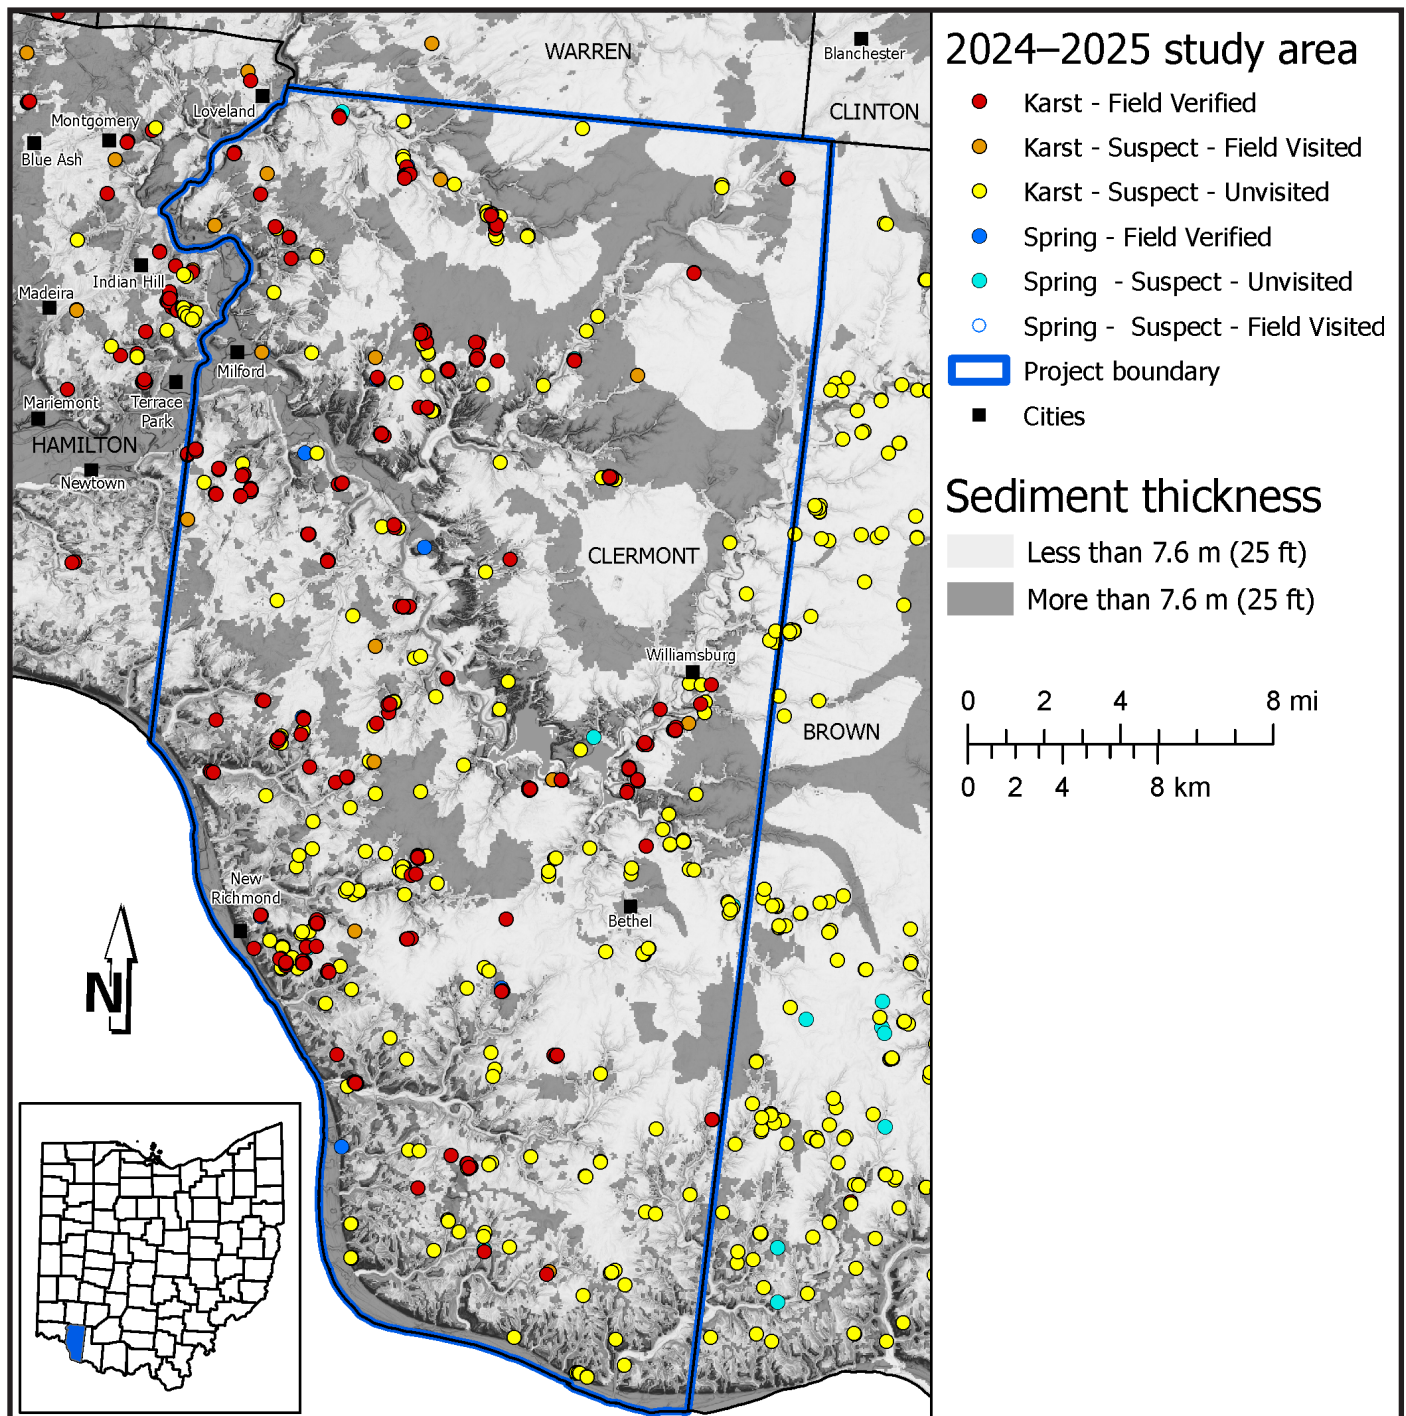 WARREN
Blanchester
CLINTON
Loveland
Montgomery
Blue Ash
Indian Hill
Madeira
Milford
Mariemont
Terrace
Park
HAMILTON
Newtown
CLERMONT
Williamsburg
BROWN
New
Richmond
Bethel
N
2024–2025 study area
Karst - Field Verified
Karst - Suspect - Field Visited
Karst - Suspect - Unvisited
Spring - Field Verified
Spring - Suspect - Unvisited
Spring - Suspect - Field Visited
Project boundary
Cities
Sediment thickness
Less than 7.6 m (25 ft)
More than 7.6 m (25 ft)
0 2 4 8 mi
0 2 4 8 km